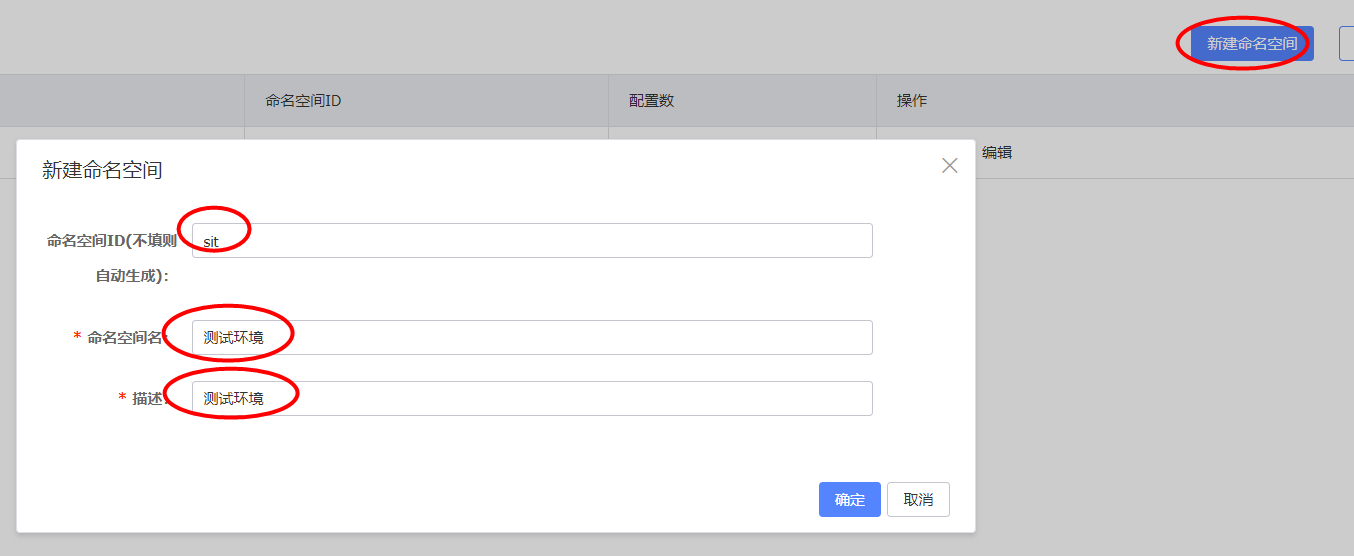 新建命名空间
命名空间ID
配置数
操作
编辑
新建命名空间
命名空间ID(不填则
自动生成):
sit
* 命名空间名:
测试环境
* 描述:
测试环境
确定
取消